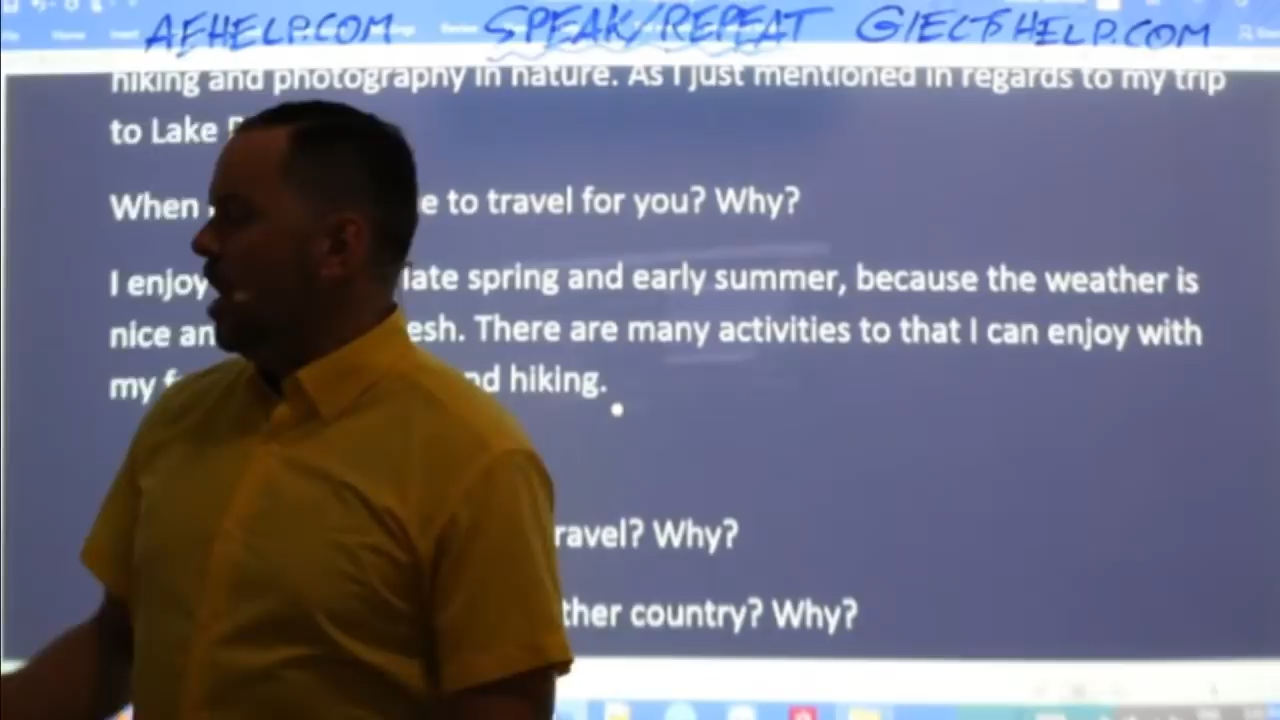 AEHELP.COM SPEAK/REPEAT G/IELTSHELP.COM
hiking and photography in nature. As I just mentioned in regards to my trip
to Lake
When e to travel for you? Why?
I enjoy late spring and early summer, because the weather is
nice an esh. There are many activities to that I can enjoy with
my nd hiking.
ravel? Why?
ther country? Why?